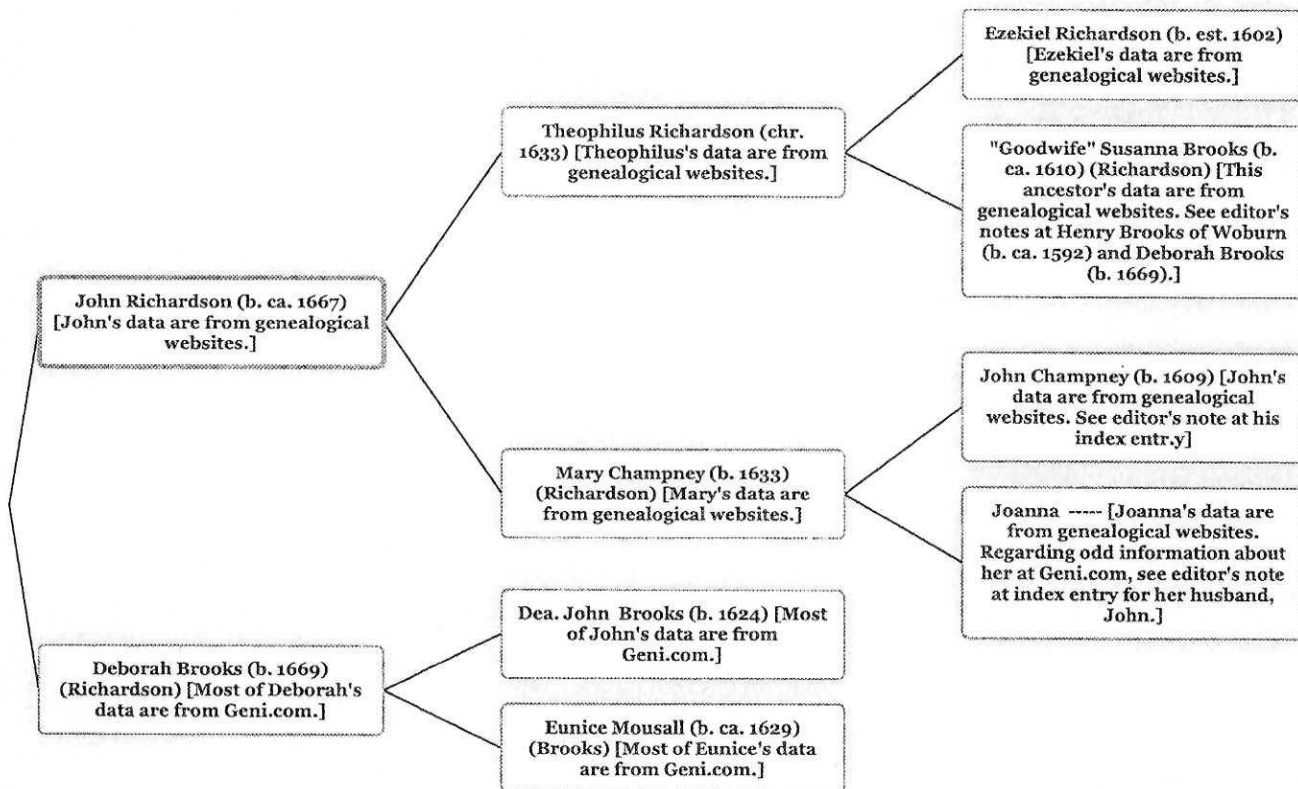 Ezekiel Richardson (b. est. 1602)
[Ezekiel's data are from
genealogical websites.]
Theophilus Richardson (chr.
1633) [Theophilus's data are from
genealogical websites.]
"Goodwife" Susanna Brooks (b.
ca. 1610) (Richardson) [This
ancestor's data are from
genealogical websites. See editor's
notes at Henry Brooks of Woburn
(b. ca. 1592) and Deborah Brooks
(b. 1669).]
John Richardson (b. ca. 1667)
[John's data are from genealogical
websites.]
John Champney (b. 1609) [John's
data are from genealogical
websites. See editor's note at his
index entr.y]
Mary Champney (b. 1633)
(Richardson) [Mary's data are
from genealogical websites.]
Joanna ----- [Joanna's data are
from genealogical websites.
Regarding odd information about
her at Geni.com, see editor's note
at index entry for her husband,
John.]
Dea. John Brooks (b. 1624) [Most
of John's data are from
Geni.com.]
Deborah Brooks (b. 1669)
(Richardson) [Most of Deborah's
data are from Geni.com.]
Eunice Mousall (b. ca. 1629)
(Brooks) [Most of Eunice's data
are from Geni.com.]